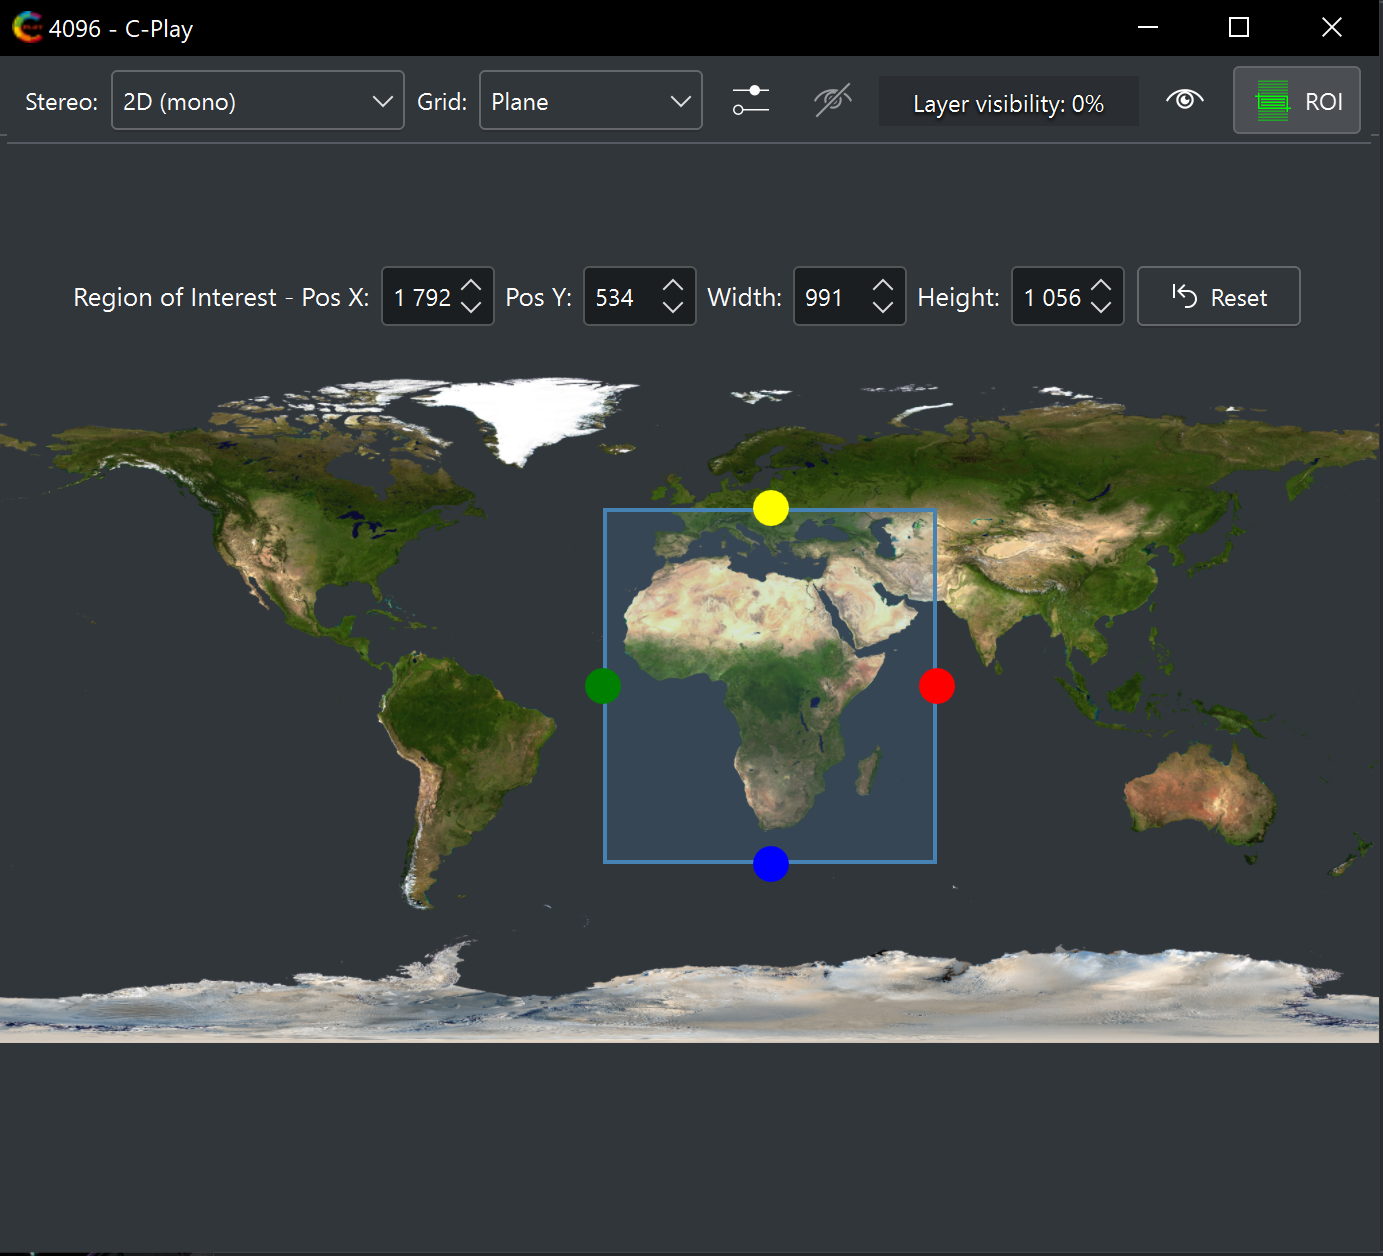 4096 - C-Play
Stereo: 2D (mono) Grid: Plane Layer visibility: 0% ROI
Region of Interest - Pos X: 1 792 Pos Y: 534 Width: 991 Height: 1 056 Reset